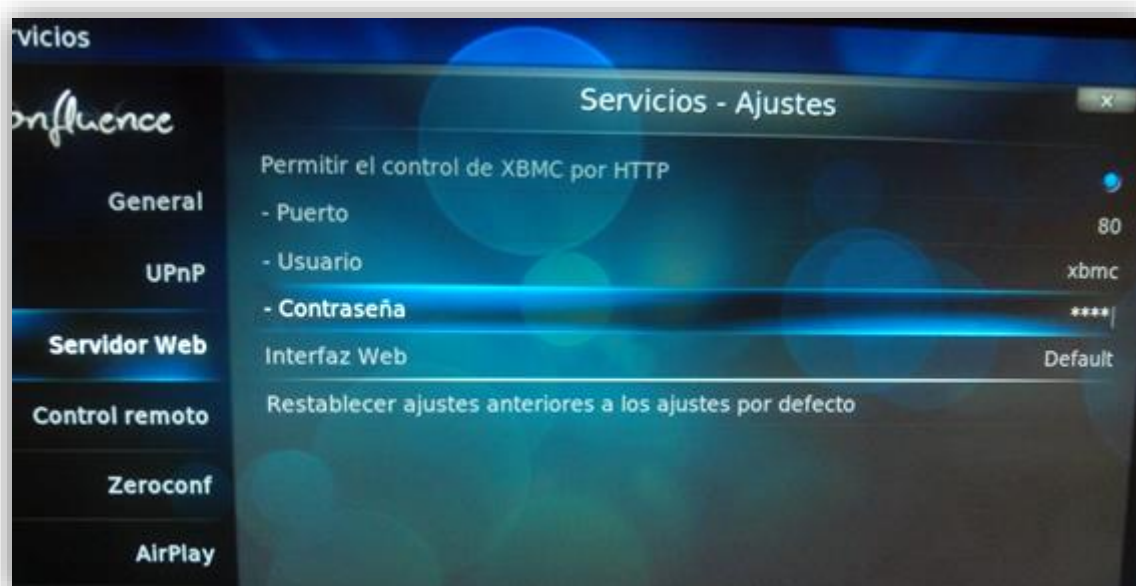 rvicios
onfluence
Servicios - Ajustes
x
General
UPnP
Servidor Web
Control remoto
Zeroconf
AirPlay
Permitir el control de XBMC por HTTP
- Puerto 80
- Usuario xbmc
- Contraseña ****
Interfaz Web Default
Restablecer ajustes anteriores a los ajustes por defecto